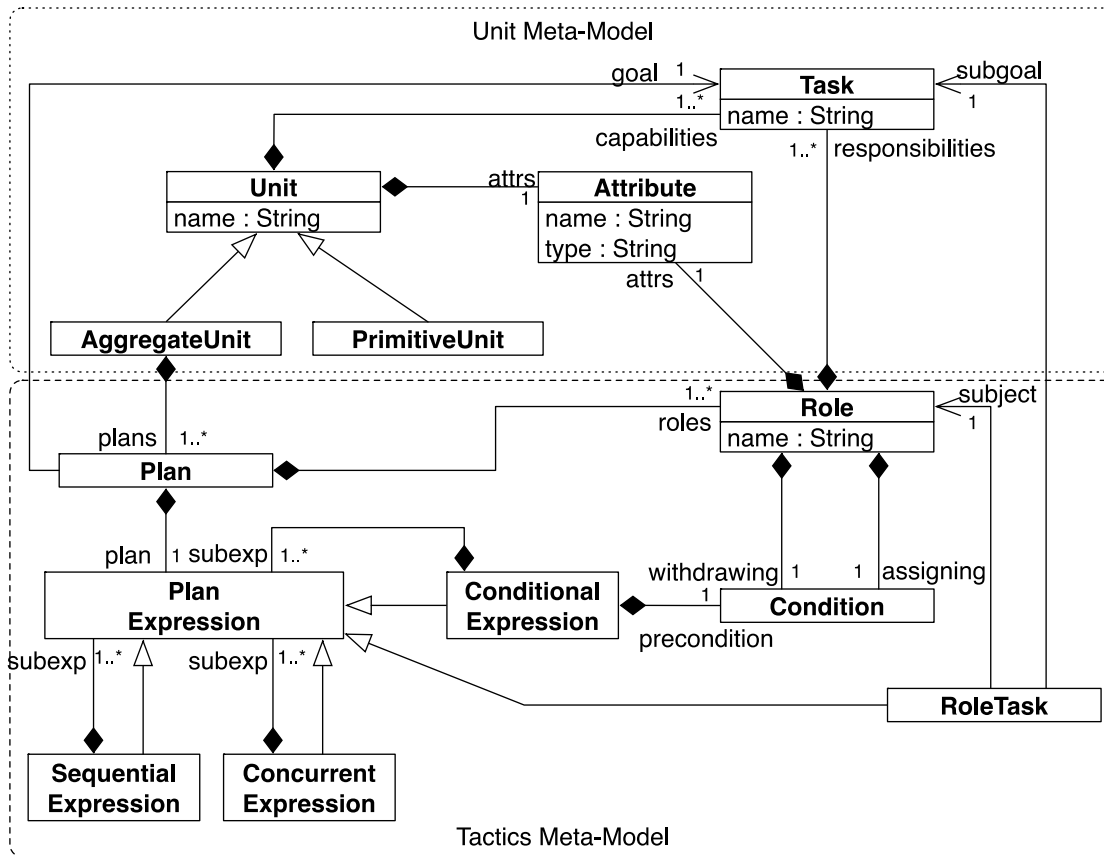 Unit Meta-Model
goal
1
subgoal
Task
1
1..*
name : String
capabilities
1..*
responsibilities
Unit
attrs
1
Attribute
name : String
name : String
type : String
attrs
1
AggregateUnit
PrimitiveUnit
1..*
roles
Role
subject
1
name : String
plans
1..*
Plan
plan
1
subexp
1..*
withdrawing
1
1
assigning
Plan
Expression
Conditional
Expression
1
precondition
Condition
subexp
1..*
subexp
1..*
RoleTask
Sequential
Expression
Concurrent
Expression
Tactics Meta-Model